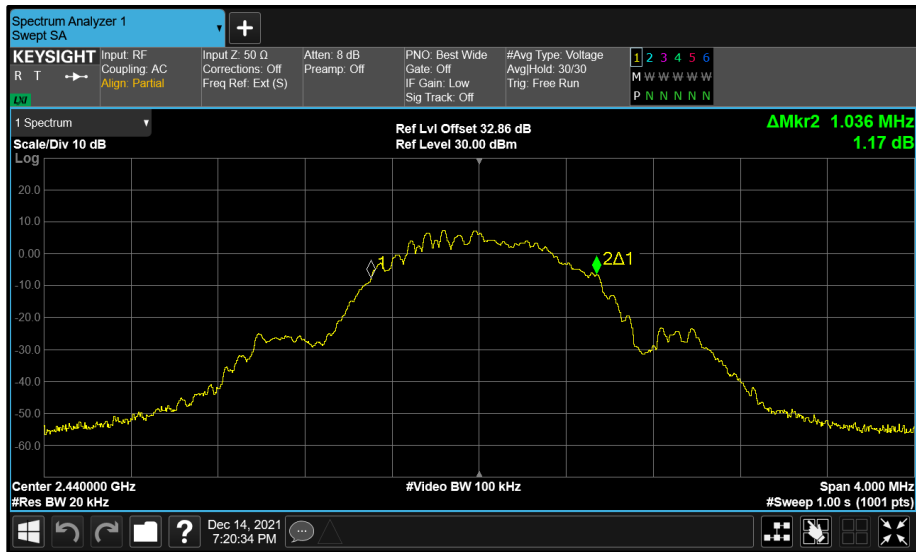 Spectrum Analyzer 1
Swept SA
+
KEYSIGHT
R T
LXI
Input: RF
Coupling: AC
Align: Partial
Input Z: 50 Ω
Corrections: Off
Freq Ref: Ext (S)
Atten: 8 dB
Preamp: Off
PNO: Best Wide
Gate: Off
IF Gain: Low
Sig Track: Off
#Avg Type: Voltage
Avg|Hold: 30/30
Trig: Free Run
1 2 3 4 5 6
M W W W W W
P N N N N N
1 Spectrum
Scale/Div 10 dB
Ref Lvl Offset 32.86 dB
Ref Level 30.00 dBm
ΔMkr2 1.036 MHz
1.17 dB
Log
20.0
10.0
0.00
-10.0
-20.0
-30.0
-40.0
-50.0
-60.0
1
2Δ1
Center 2.440000 GHz
#Res BW 20 kHz
#Video BW 100 kHz
Span 4.000 MHz
#Sweep 1.00 s (1001 pts)
?
Dec 14, 2021
7:20:34 PM